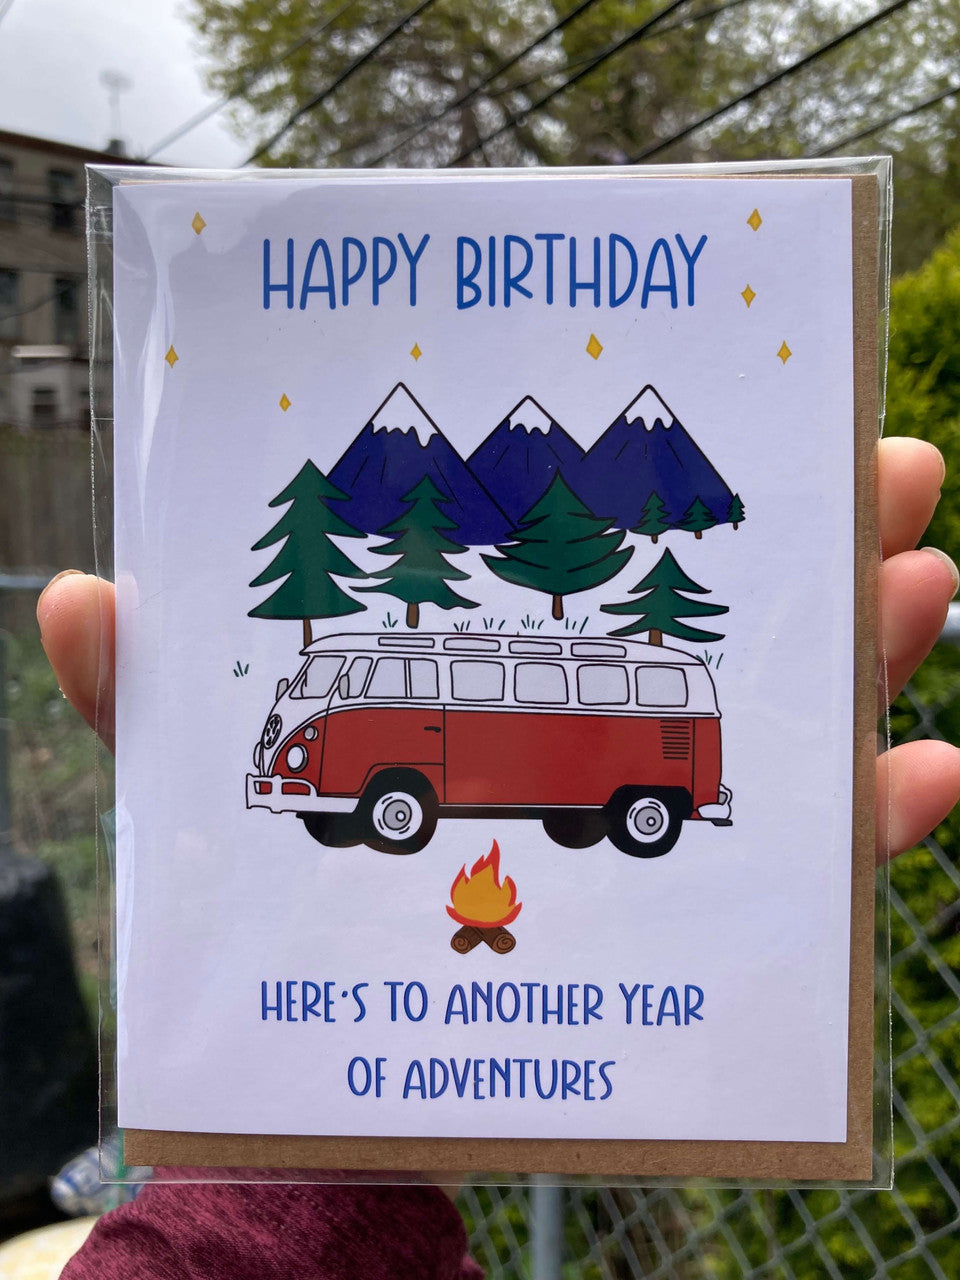 HAPPY BIRTHDAY
HERE'S TO ANOTHER YEAR
OF ADVENTURES